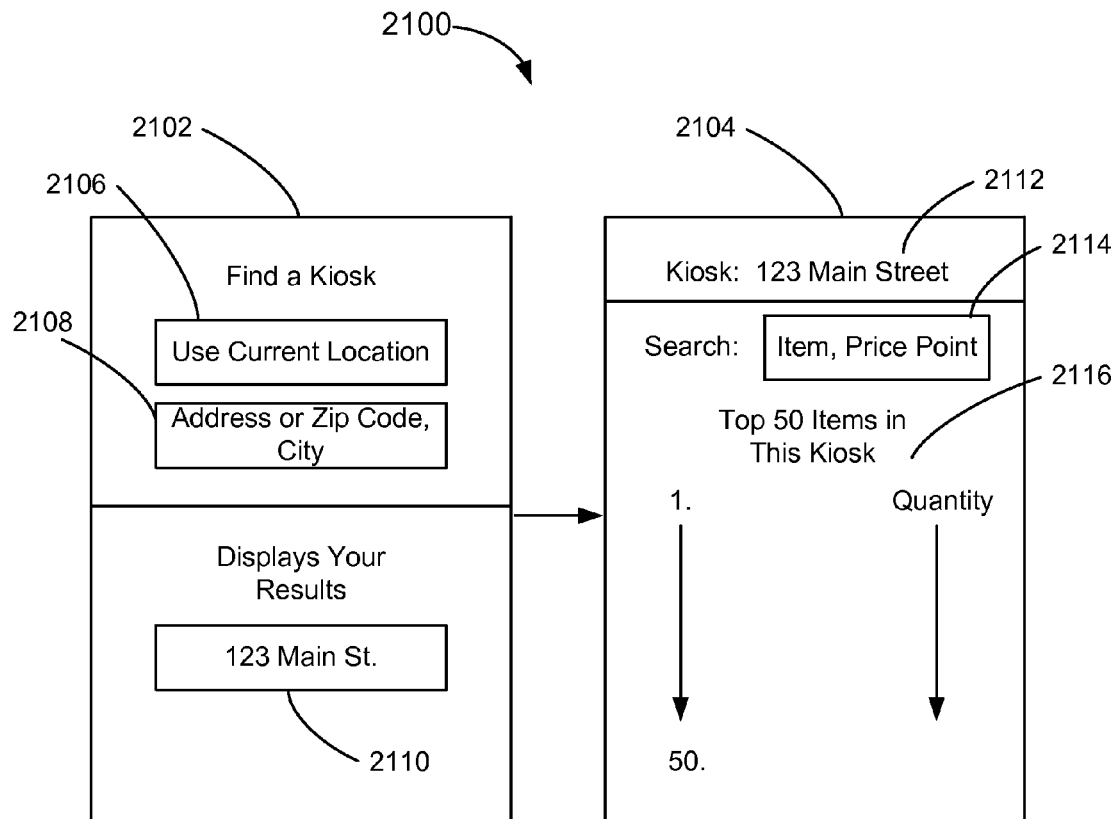 2100
2102
2104
2106
2112
2114
Find a Kiosk
Kiosk: 123 Main Street
2108
Use Current Location
Search: Item, Price Point
2116
Address or Zip Code,
City
Top 50 Items in
This Kiosk
1. Quantity
Displays Your
Results
123 Main St.
2110
50.